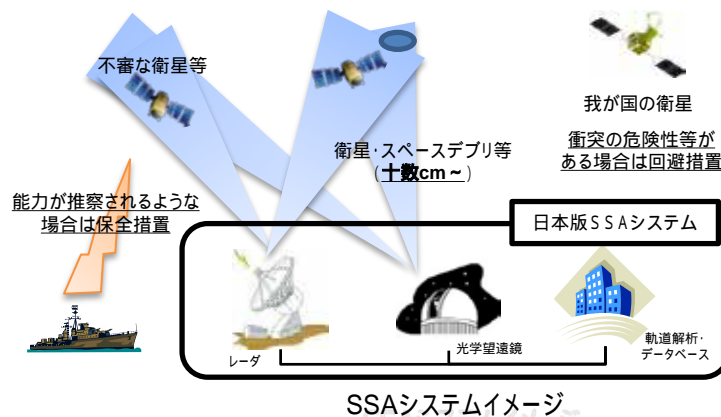 不審な衛星等
我が国の衛星
衛星・スペースデブリ等
(十数cm~)
衝突の危険性等が
ある場合は回避措置
能力が推察されるような
場合は保全措置
日本版SSAシステム
レーダ
光学望遠鏡
軌道解析・
データベース
SSAシステムイメージ